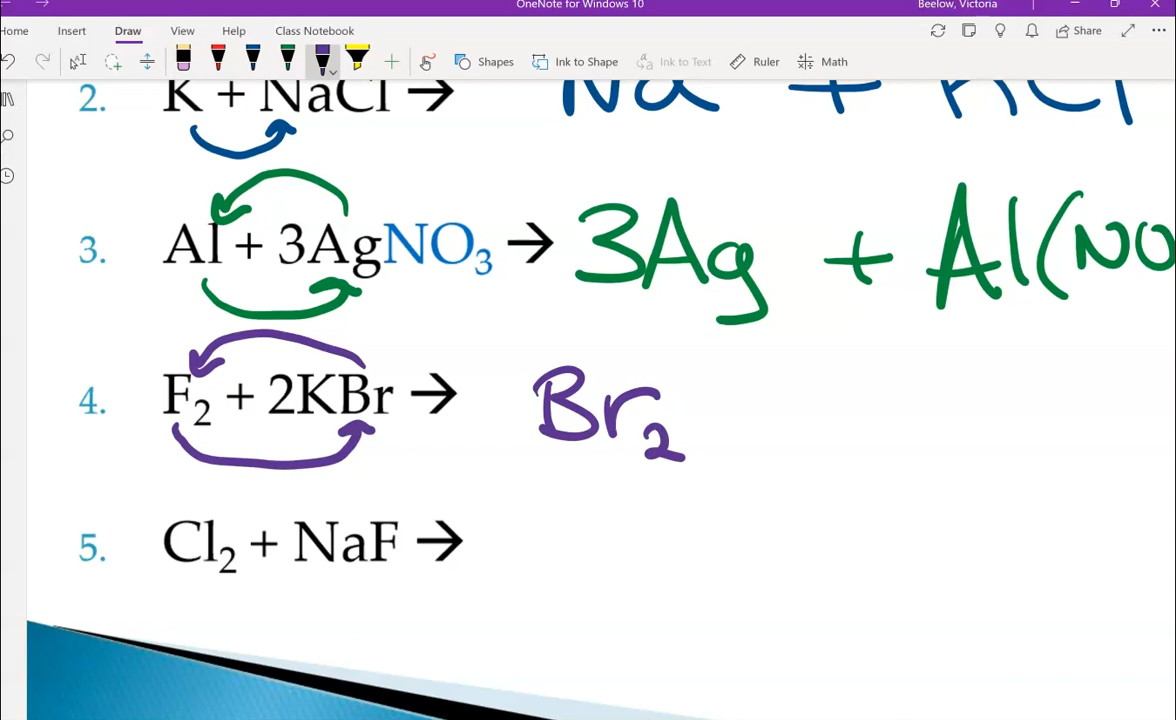 OneNote for Windows 10
Beelow, Victoria
Home Insert Draw View Help Class Notebook Share
Shapes Ink to Shape Ink to Text Ruler Math
2. K + NaCl → Na + KCl
3. Al + 3AgNO₃ → 3Ag + Al(NO
4. F₂ + 2KBr → Br₂
5. Cl₂ + NaF →